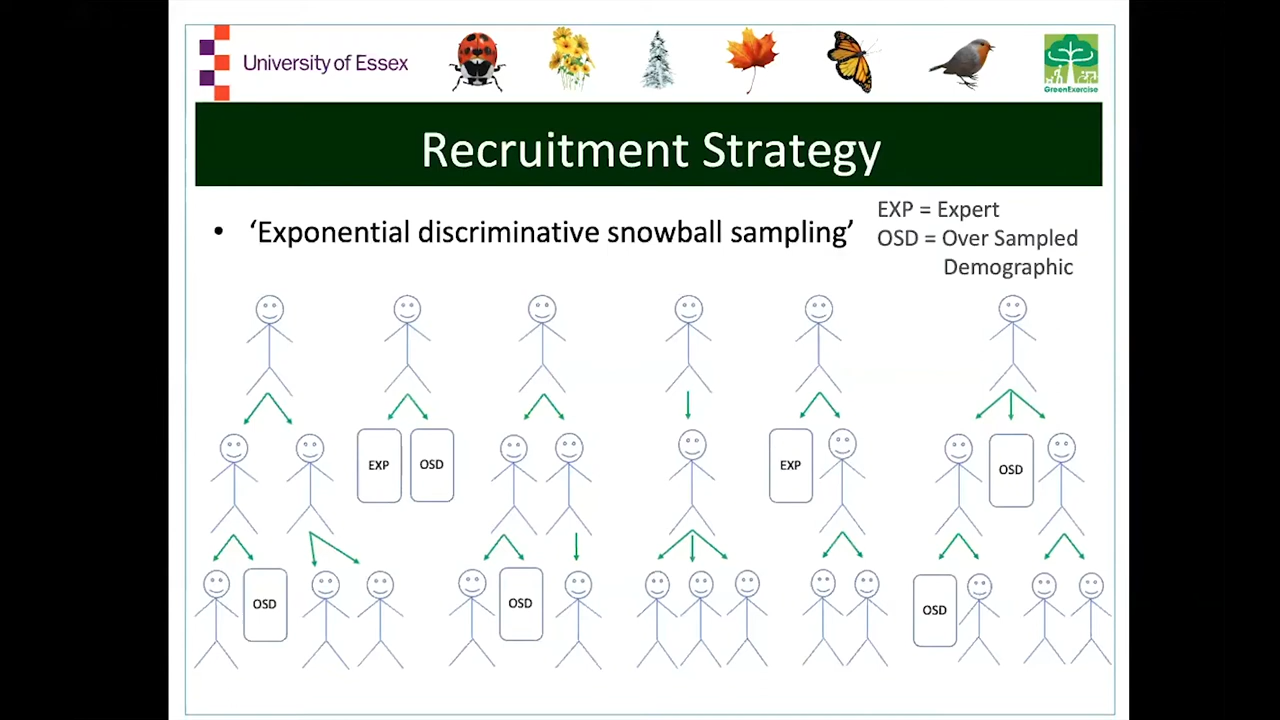 University of Essex
GreenExercise
Recruitment Strategy
• ‘Exponential discriminative snowball sampling’
EXP = Expert
OSD = Over Sampled
Demographic
EXP
OSD
EXP
OSD
OSD
OSD
OSD